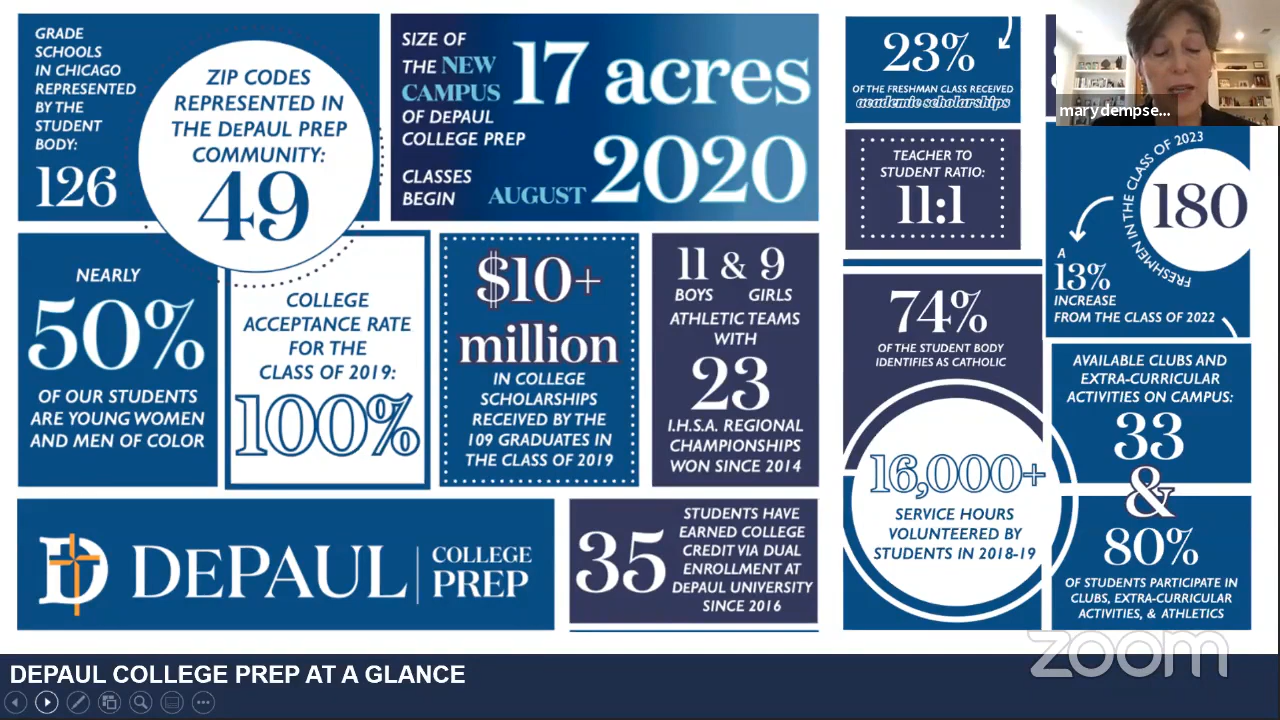 GRADE
SCHOOLS
IN CHICAGO
REPRESENTED
BY THE
STUDENT
BODY:
126
ZIP CODES
REPRESENTED IN
THE DePAUL PREP
COMMUNITY:
49
SIZE OF
THE NEW
CAMPUS
OF DEPAUL
COLLEGE PREP
17 acres
CLASSES
BEGIN
AUGUST
2020
NEARLY
50%
OF OUR STUDENTS
ARE YOUNG WOMEN
AND MEN OF COLOR
COLLEGE
ACCEPTANCE RATE
FOR THE
CLASS OF 2019:
100%
$10+
million
IN COLLEGE
SCHOLARSHIPS
RECEIVED BY THE
109 GRADUATES IN
THE CLASS OF 2019
11 & 9
BOYS GIRLS
ATHLETIC TEAMS
WITH
23
I.H.S.A. REGIONAL
CHAMPIONSHIPS
WON SINCE 2014
DEPAUL
COLLEGE
PREP
35
STUDENTS HAVE
EARNED COLLEGE
CREDIT VIA DUAL
ENROLLMENT AT
DePAUL UNIVERSITY
SINCE 2016
23%
OF THE FRESHMAN CLASS RECEIVED
academic scholarships
TEACHER TO
STUDENT RATIO:
11:1
74%
OF THE STUDENT BODY
IDENTIFIES AS CATHOLIC
16,000+
SERVICE HOURS
VOLUNTEERED BY
STUDENTS IN 2018-19
marydempse...
180
FRESHMEN IN THE CLASS OF 2023
A
13%
INCREASE
FROM THE CLASS OF 2022
AVAILABLE CLUBS AND
EXTRA-CURRICULAR
ACTIVITIES ON CAMPUS:
33
&
80%
OF STUDENTS PARTICIPATE IN
CLUBS, EXTRA-CURRICULAR
ACTIVITIES, & ATHLETICS
zoom
DEPAUL COLLEGE PREP AT A GLANCE